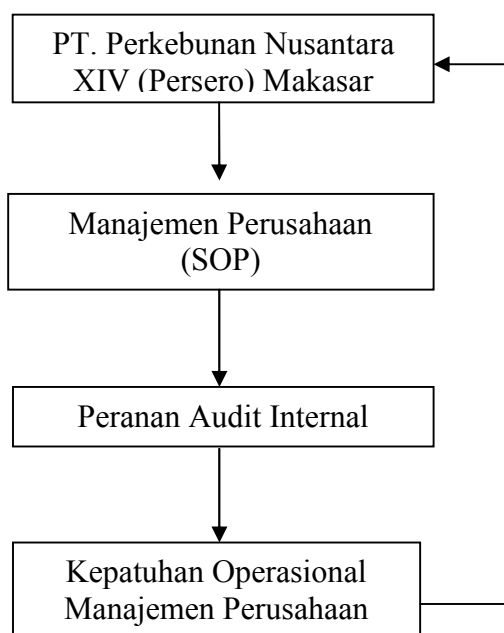 PT. Perkebunan Nusantara
XIV (Persero) Makasar
Manajemen Perusahaan
(SOP)
Peranan Audit Internal
Kepatuhan Operasional
Manajemen Perusahaan